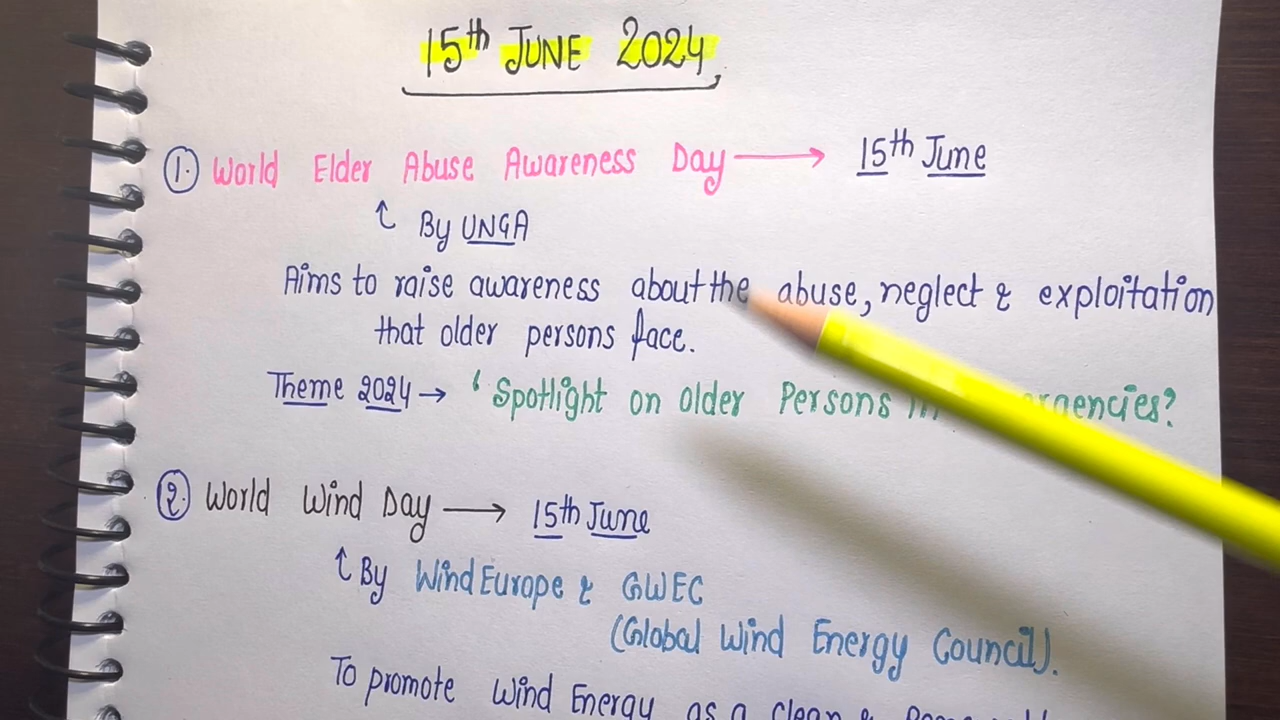 15th JUNE 2024
1. World Elder Abuse Awareness Day → 15th June
↑ By UNGA
Aims to raise awareness about the abuse, neglect & exploitation
that older persons face.
Theme 2024 → ‘Spotlight on Older Persons in
2. World Wind Day → 15th June
↑ By WindEurope & GWEC
(Global Wind Energy Council).
To promote Wind Energy as a clean &